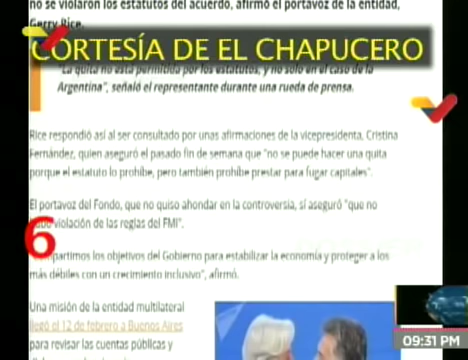 no se violaron los estatutos del acuerdo, afirmó el portavoz de la entidad,
Gerry Rice.
CORTESÍA DE EL CHAPUCERO
"La quita no está permitida por los estatutos, y no solo en el caso de la
Argentina", señaló el representante durante una rueda de prensa.
Rice respondió así al ser consultado por unas afirmaciones de la vicepresidenta, Cristina
Fernández, quien aseguró el pasado fin de semana que "no se puede hacer una quita
porque el estatuto lo prohíbe, pero también prohíbe prestar para fugar capitales".
El portavoz del Fondo, que no quiso ahondar en la controversia, sí aseguró "que no
hubo violación de las reglas del FMI".
6
partimos los objetivos del Gobierno para estabilizar la economía y proteger a los
más débiles con un crecimiento inclusivo", afirmó.
Una misión de la entidad multilateral
llegó el 12 de febrero a Buenos Aires
para revisar las cuentas públicas y
09:31 PM